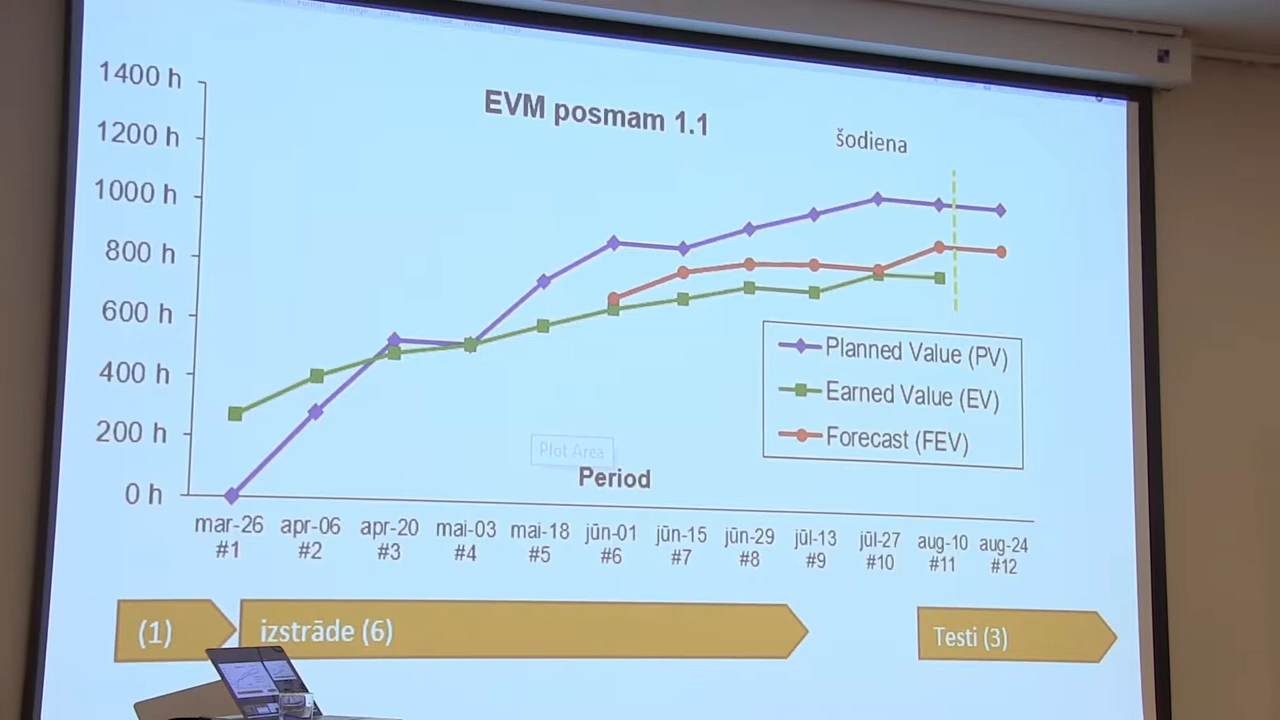 EVM posmam 1.1
šodiena
1400 h
1200 h
1000 h
800 h
600 h
400 h
200 h
0 h
Planned Value (PV)
Earned Value (EV)
Forecast (FEV)
Plot Area
Period
mar-26 apr-06 apr-20 mai-03 mai-18 jūn-01 jūn-15 jūn-29 jūl-13 jūl-27 aug-10 aug-24
#1 #2 #3 #4 #5 #6 #7 #8 #9 #10 #11 #12
(1) izstrāde (6) Testi (3)